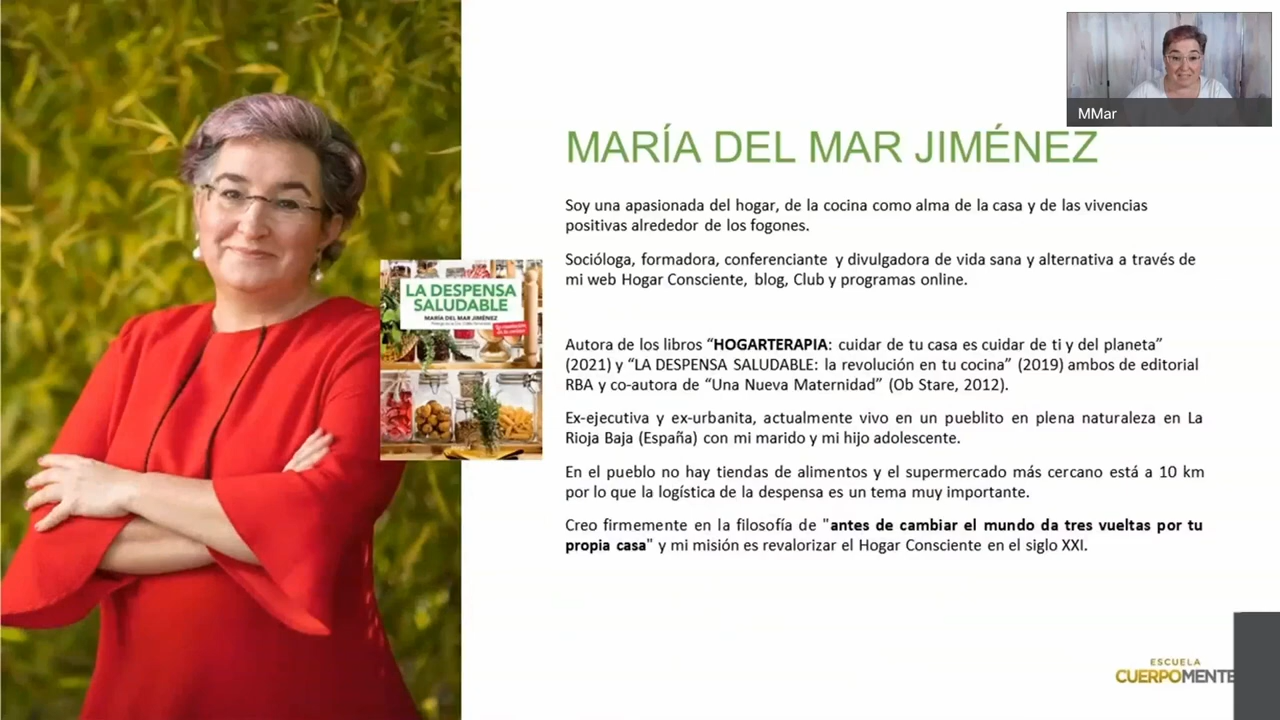 MMar
MARÍA DEL MAR JIMÉNEZ
Soy una apasionada del hogar, de la cocina como alma de la casa y de las vivencias
positivas alrededor de los fogones.
Socióloga, formadora, conferenciante y divulgadora de vida sana y alternativa a través de
mi web Hogar Consciente, blog, Club y programas online.
LA DESPENSA
SALUDABLE
MARÍA DEL MAR JIMÉNEZ
Autora de los libros “HOGARTERAPIA: cuidar de tu casa es cuidar de ti y del planeta”
(2021) y “LA DESPENSA SALUDABLE: la revolución en tu cocina” (2019) ambos de editorial
RBA y co-autora de “Una Nueva Maternidad” (Ob Stare, 2012).
Ex-ejecutiva y ex-urbanita, actualmente vivo en un pueblito en plena naturaleza en La
Rioja Baja (España) con mi marido y mi hijo adolescente.
En el pueblo no hay tiendas de alimentos y el supermercado más cercano está a 10 km
por lo que la logística de la despensa es un tema muy importante.
Creo firmemente en la filosofía de "antes de cambiar el mundo da tres vueltas por tu
propia casa" y mi misión es revalorizar el Hogar Consciente en el siglo XXI.
ESCUELA
CUERPOMENTE